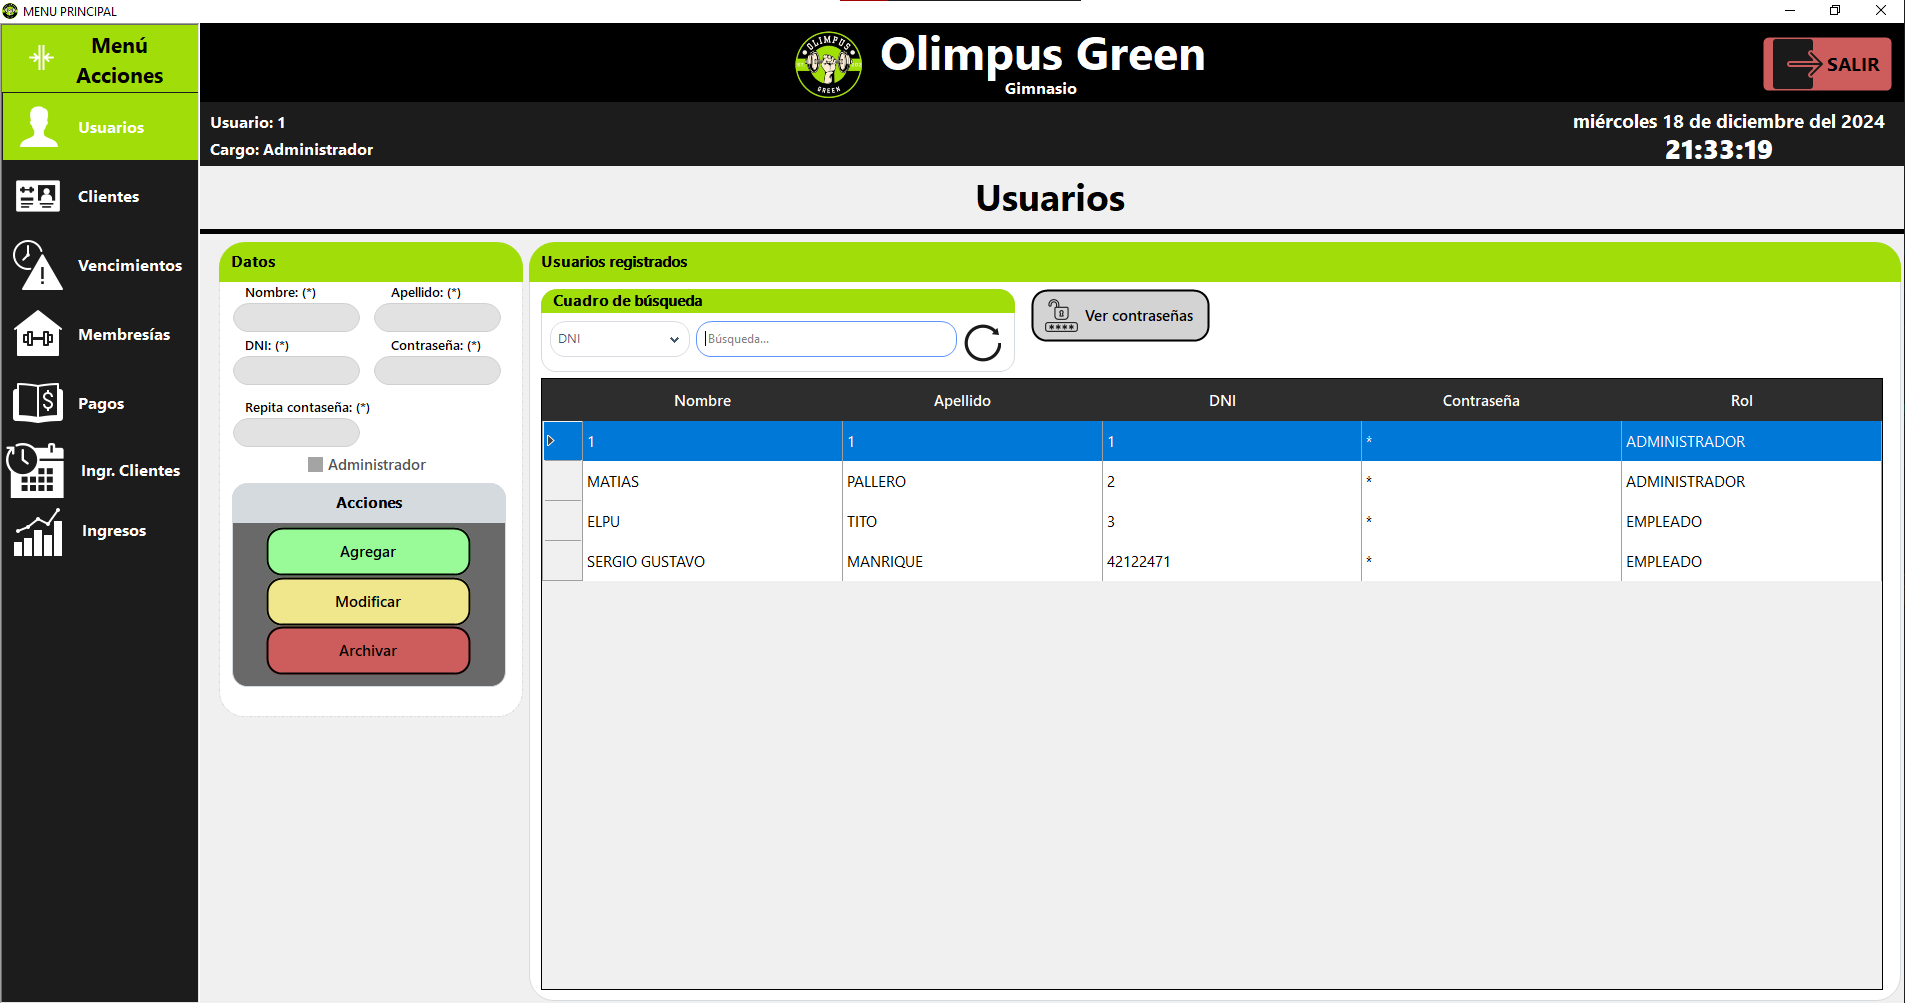 MENU PRINCIPAL
Menú
Acciones
Usuarios
Clientes
Vencimientos
Membresías
Pagos
Ingr. Clientes
Ingresos
OLIMPUS
GREEN
Olimpus Green
Gimnasio
SALIR
Usuario: 1
Cargo: Administrador
miércoles 18 de diciembre del 2024
21:33:19
Usuarios
Datos
Nombre: (*) Apellido: (*)
DNI: (*) Contraseña: (*)
Repita contaseña: (*)
Administrador
Acciones
Agregar
Modificar
Archivar
Usuarios registrados
Cuadro de búsqueda
DNI Búsqueda...
**** Ver contraseñas
Nombre Apellido DNI Contraseña Rol
1 1 1 * ADMINISTRADOR
MATIAS PALLERO 2 * ADMINISTRADOR
ELPU TITO 3 * EMPLEADO
SERGIO GUSTAVO MANRIQUE 42122471 * EMPLEADO